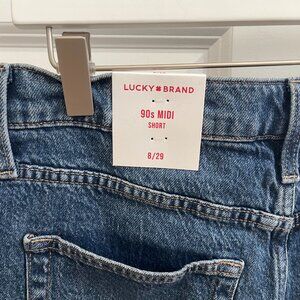 LUCKY BRAND
90s MIDI
SHORT
8/29